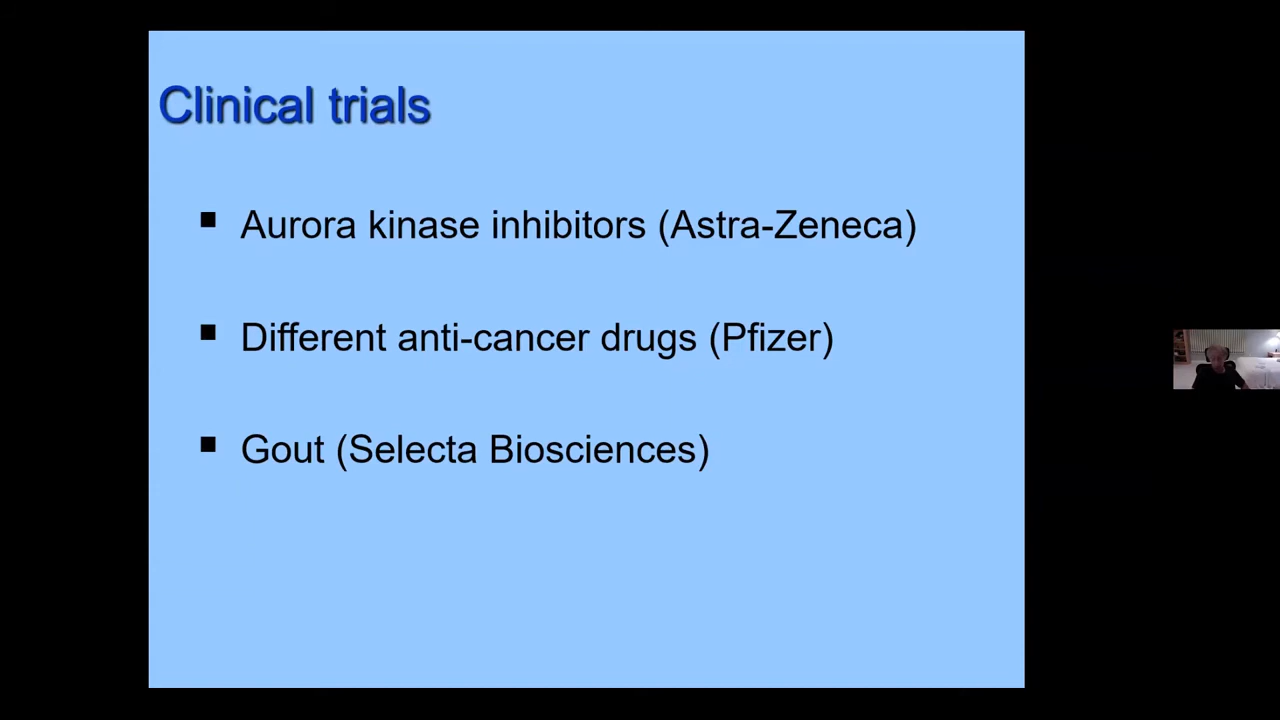 Clinical trials
Aurora kinase inhibitors (Astra-Zeneca)
Different anti-cancer drugs (Pfizer)
Gout (Selecta Biosciences)